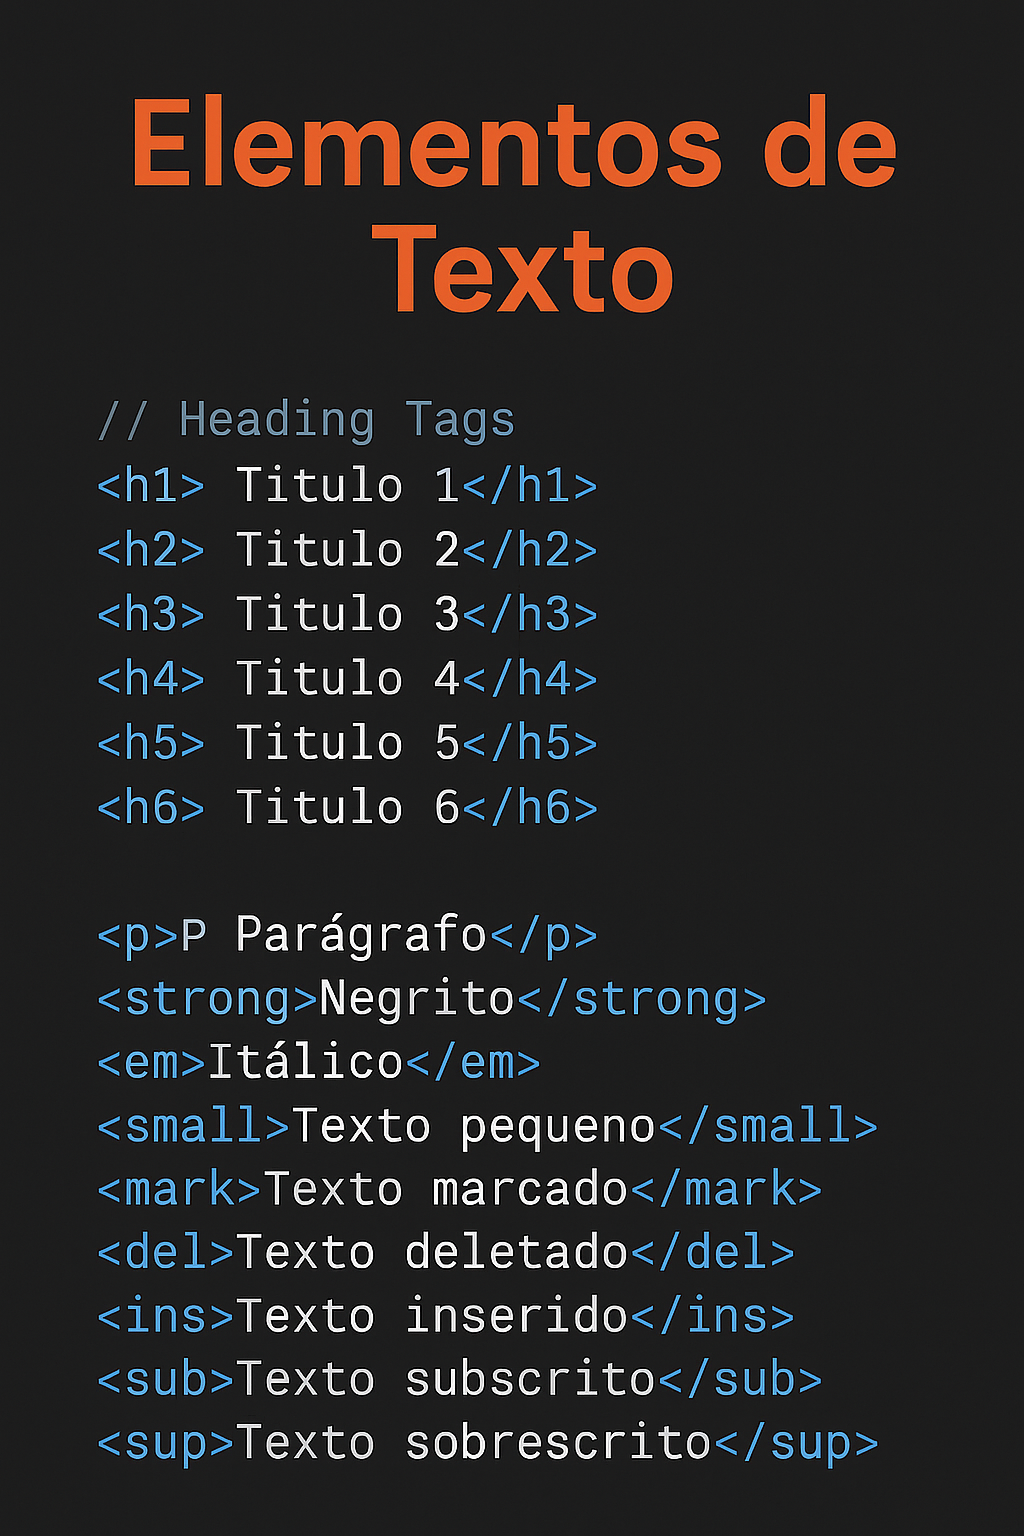 Elementos de
Texto
// Heading Tags
<h1> Titulo 1</h1>
<h2> Titulo 2</h2>
<h3> Titulo 3</h3>
<h4> Titulo 4</h4>
<h5> Titulo 5</h5>
<h6> Titulo 6</h6>
<p>P Parágrafo</p>
<strong>Negrito</strong>
<em>Itálico</em>
<small>Texto pequeno</small>
<mark>Texto marcado</mark>
<del>Texto deletado</del>
<ins>Texto inserido</ins>
<sub>Texto subscrito</sub>
<sup>Texto sobrescrito</sup>